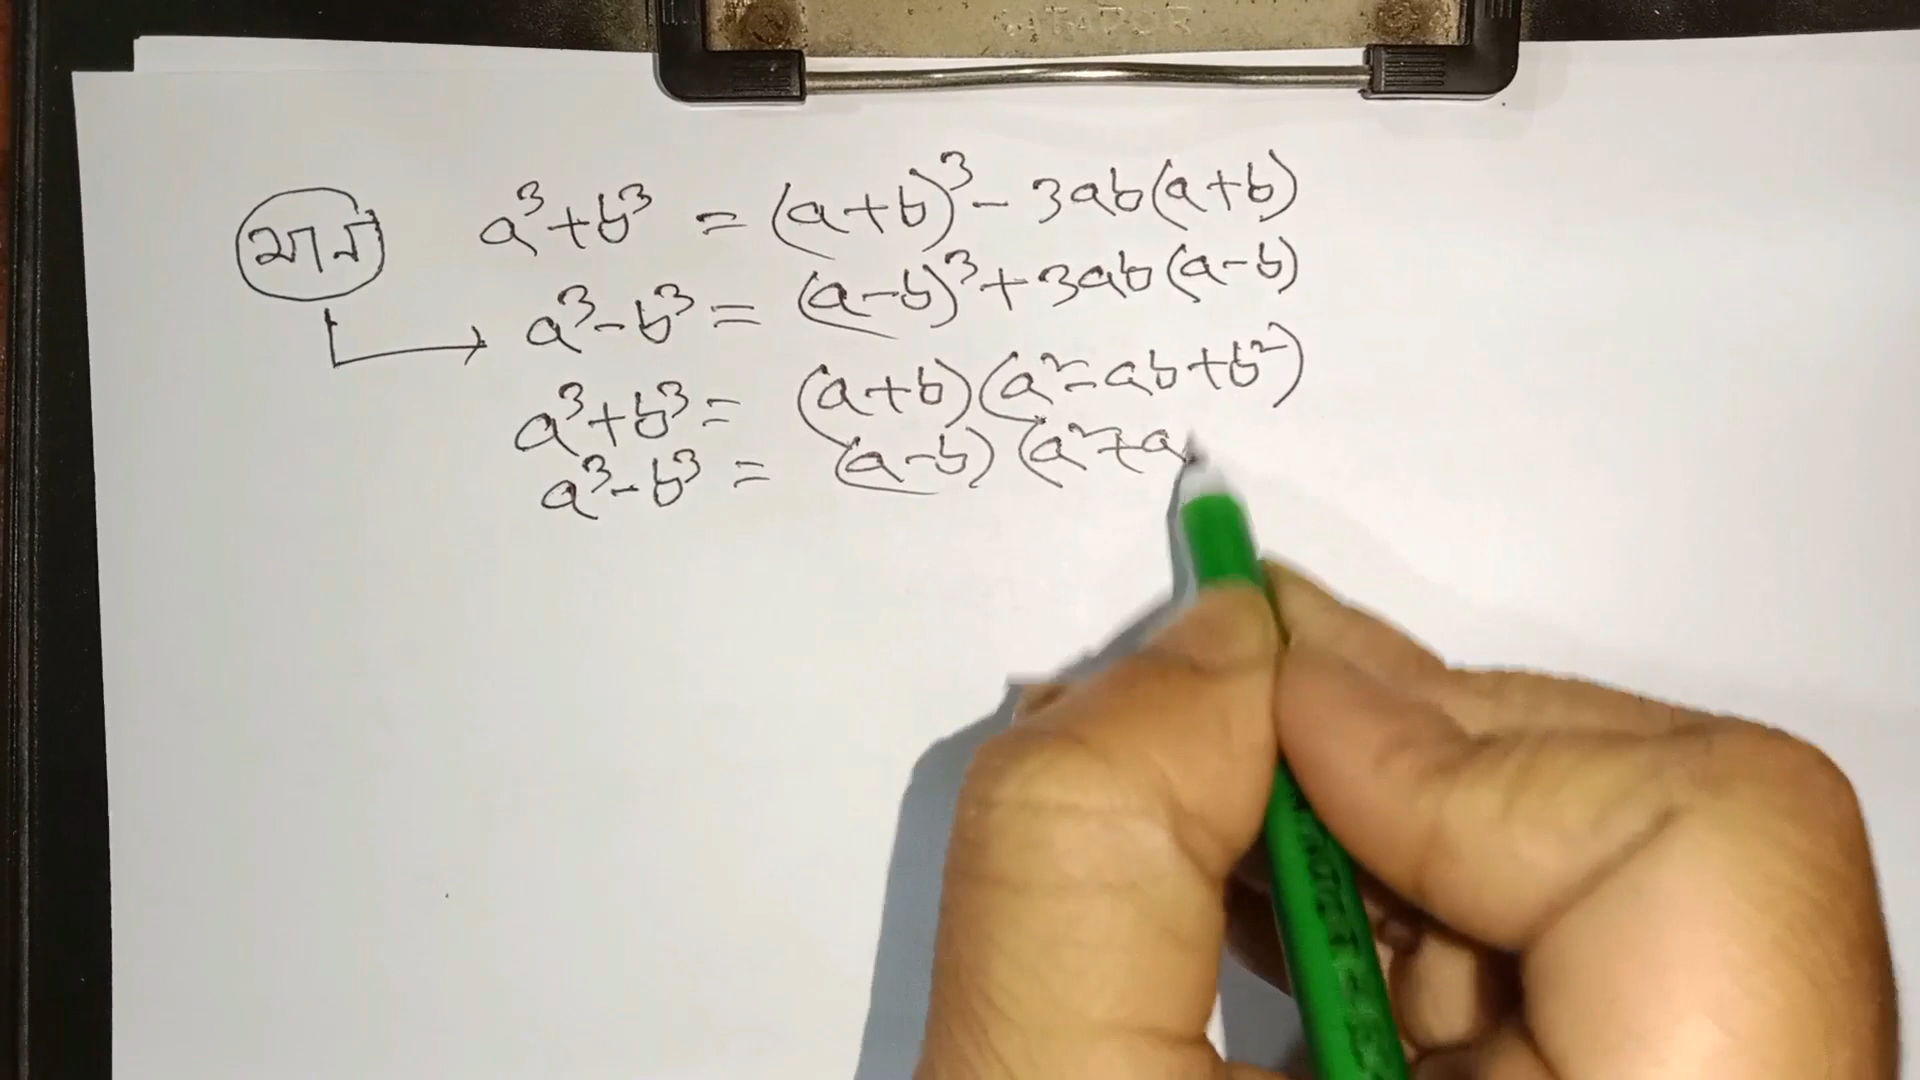 মান
a³+b³ = (a+b)³ - 3ab(a+b)
a³-b³ = (a-b)³+3ab(a-b)
a³+b³ = (a+b)(a²-ab+b²)
a³-b³ = (a-b)(a²+a